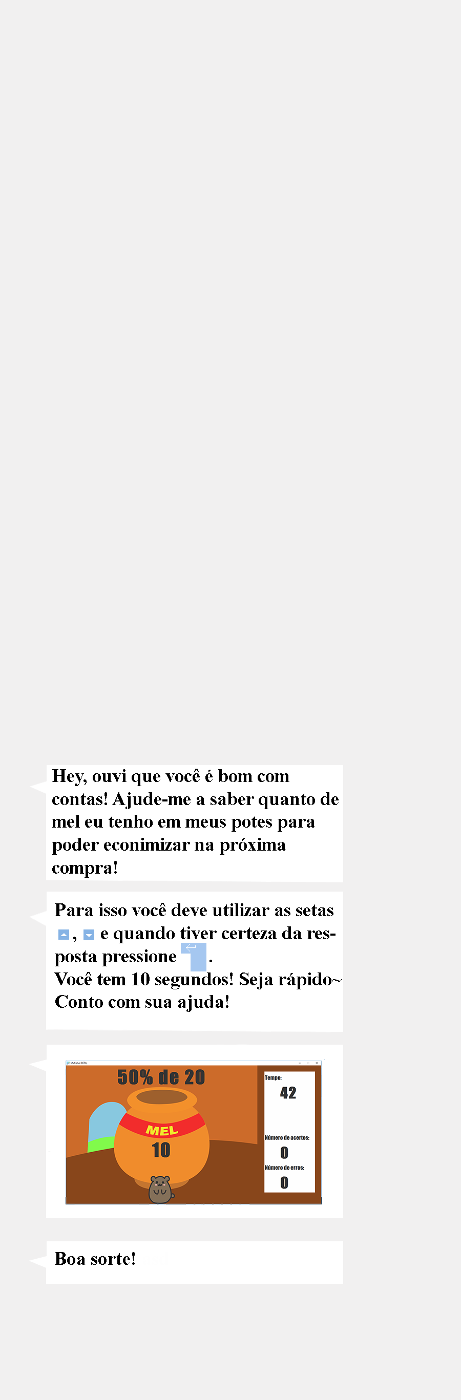 Hey, ouvi que você é bom com
contas! Ajude-me a saber quanto de
mel eu tenho em meus potes para
poder econimizar na próxima
compra!
Para isso você deve utilizar as setas
, e quando tiver certeza da res-
posta pressione .
Você tem 10 segundos! Seja rápido~
Conto com sua ajuda!
50% de 20
MEL
10
Tempo:
42
Número de acertos:
0
Número de erros:
0
Boa sorte!